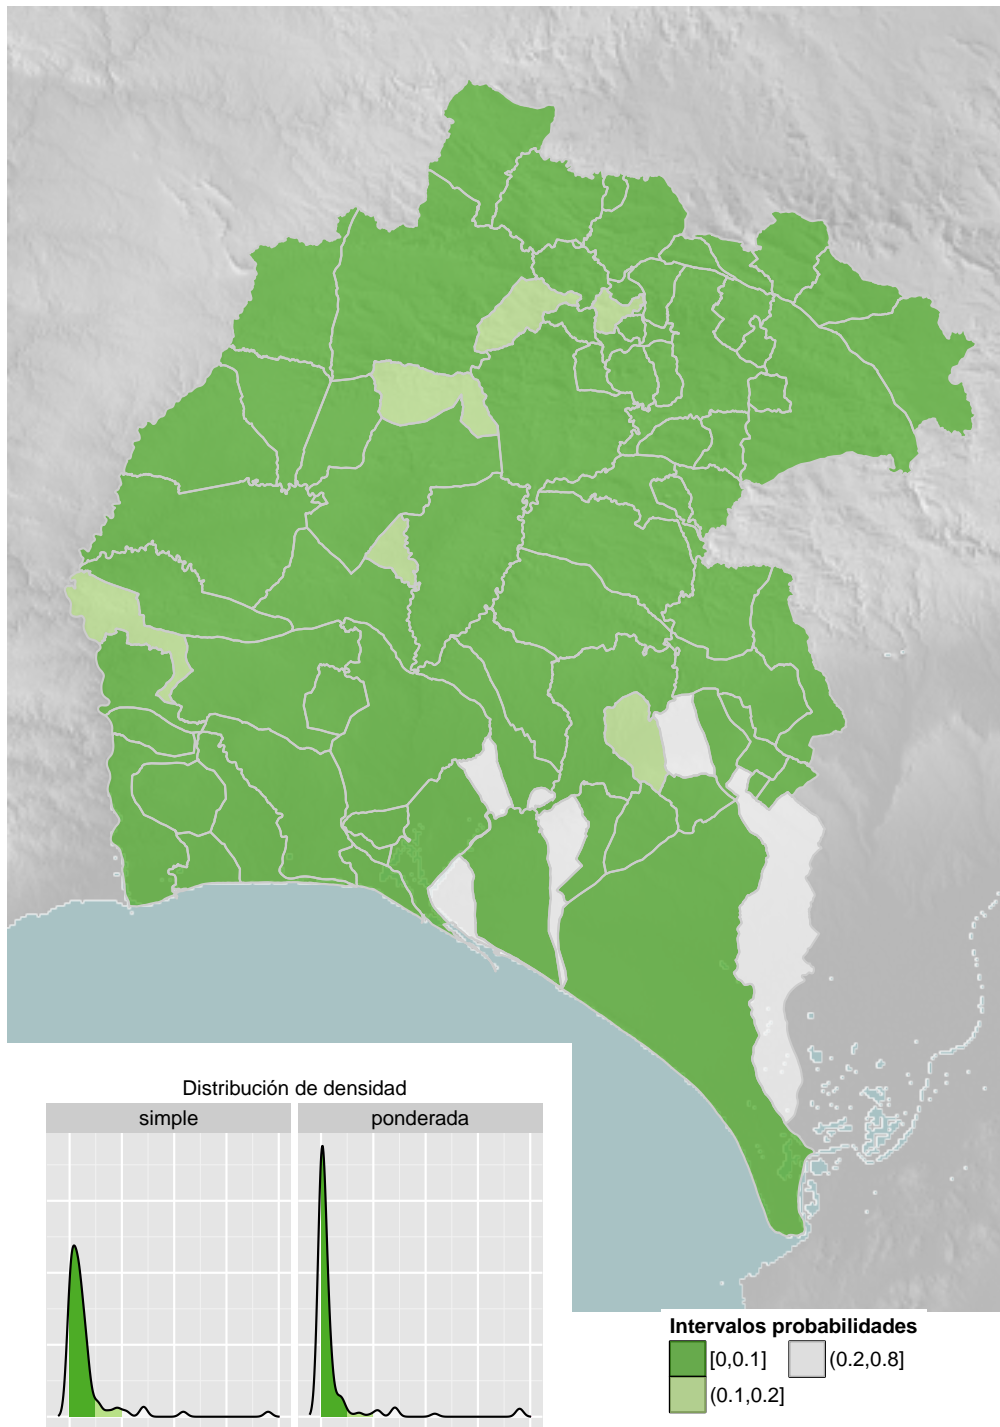 Distribución de densidad
simple
ponderada
Intervalos probabilidades
[0,0.1]
(0.2,0.8]
(0.1,0.2]